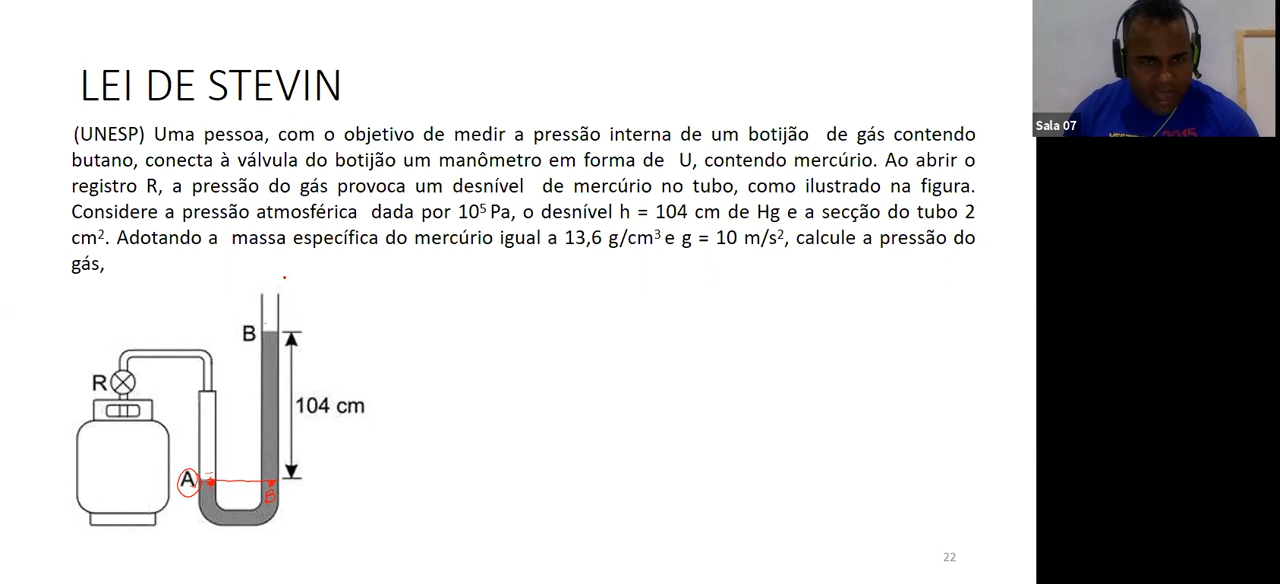 LEI DE STEVIN
(UNESP) Uma pessoa, com o objetivo de medir a pressão interna de um botijão de gás contendo
butano, conecta à válvula do botijão um manômetro em forma de U, contendo mercúrio. Ao abrir o
registro R, a pressão do gás provoca um desnível de mercúrio no tubo, como ilustrado na figura.
Considere a pressão atmosférica dada por 10⁵ Pa, o desnível h = 104 cm de Hg e a secção do tubo 2
cm². Adotando a massa específica do mercúrio igual a 13,6 g/cm³ e g = 10 m/s², calcule a pressão do
gás,
B
R
104 cm
A
B
22
Sala 07
2015